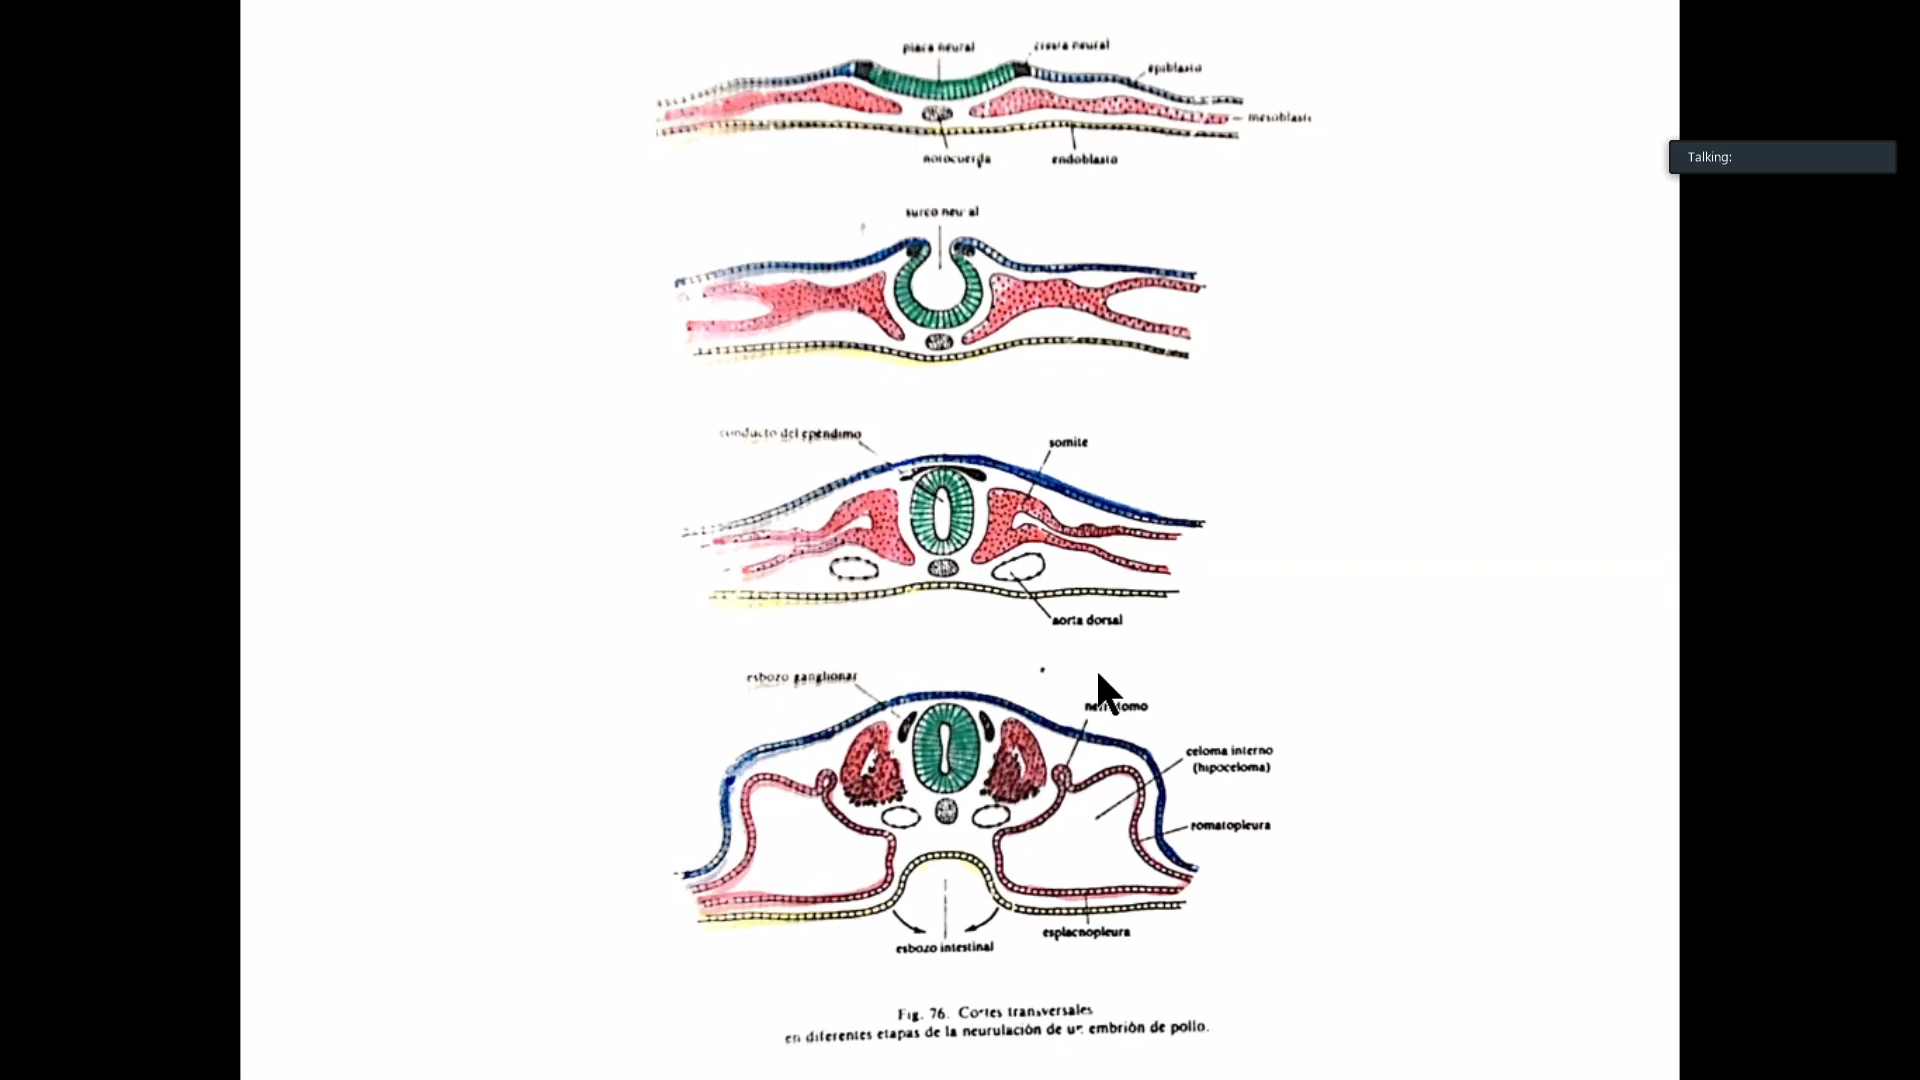 placa neural
cresta neural
epiblasto
mesoblasto
notocuerda
endoblasto
surco neural
conducto del epéndimo
somite
aorta dorsal
esbozo ganglionar
celoma interno
(hipoceloma)
somatopleura
esplacnopleura
esbozo intestinal
Fig. 76. Cortes transversales
en diferentes etapas de la neurulación de un embrión de pollo.
Talking: